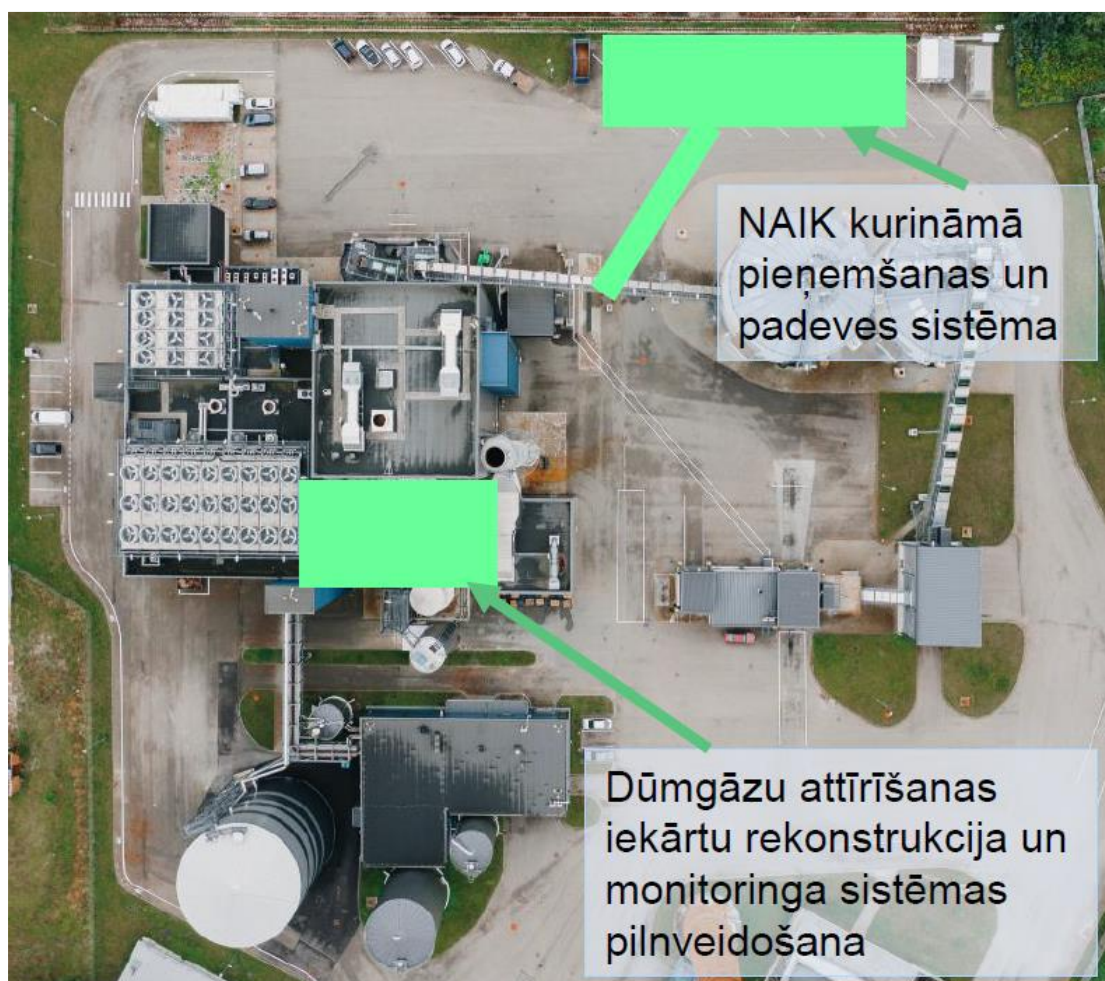 NAIK kurināmā
pieņemšanas un
padeves sistēma
Dūmgāzu attīrīšanas
iekārtu rekonstrukcija un
monitoringa sistēmas
pilnveidošana